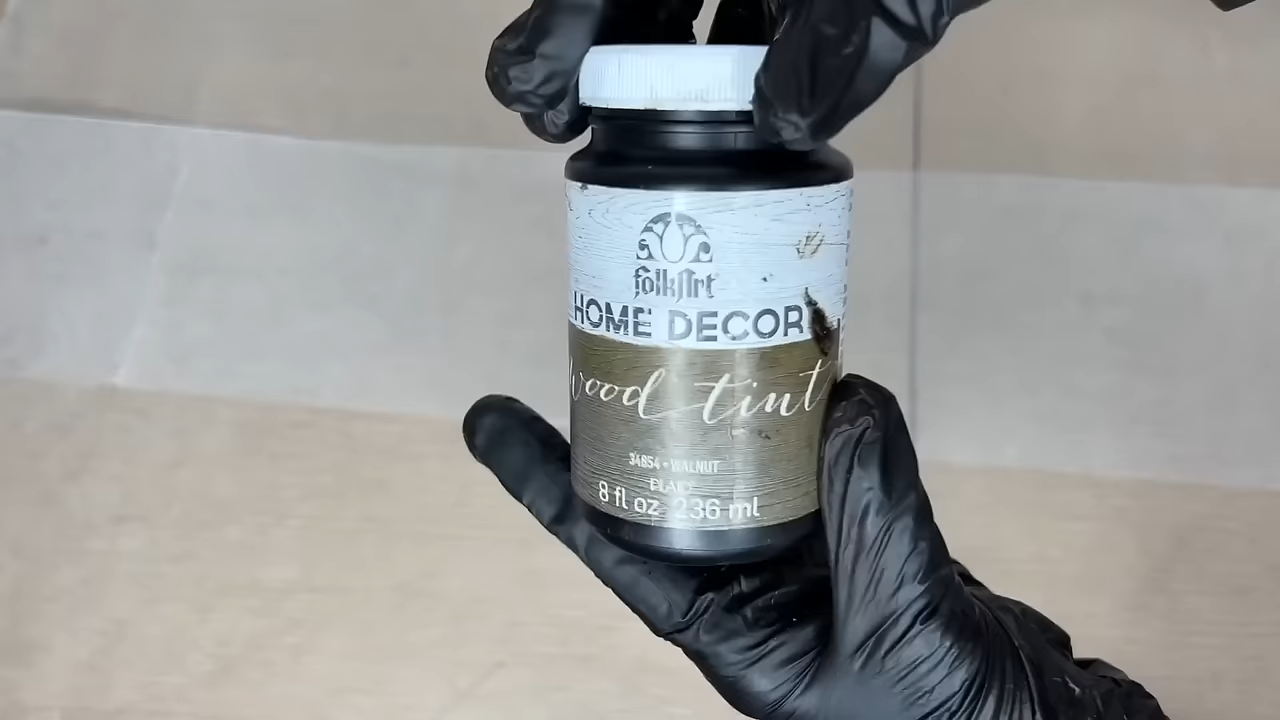 folkArt
HOME DECOR
Wood tint
34854 • WALNUT
PLAID
8 fl oz 236 ml